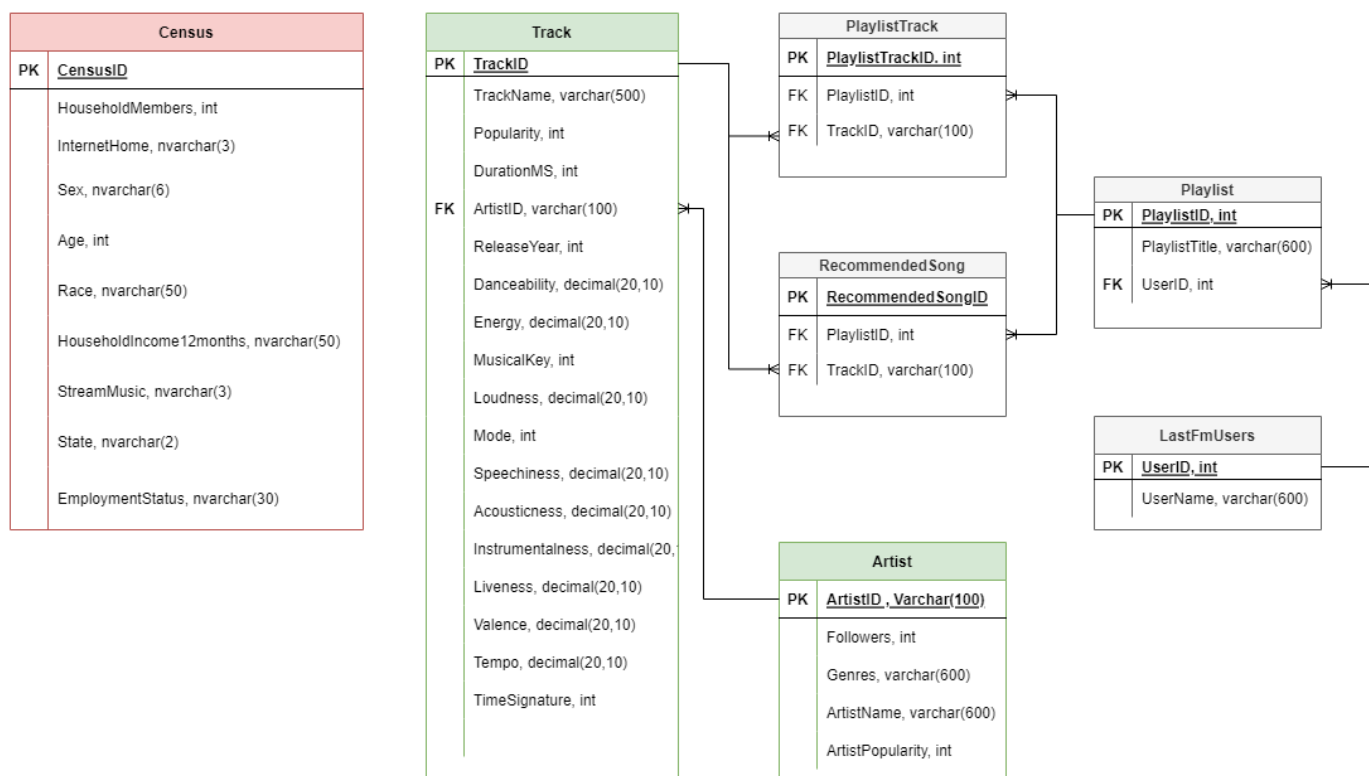 Census
PK CensusID
HouseholdMembers, int
InternetHome, nvarchar(3)
Sex, nvarchar(6)
Age, int
Race, nvarchar(50)
HouseholdIncome12months, nvarchar(50)
StreamMusic, nvarchar(3)
State, nvarchar(2)
EmploymentStatus, nvarchar(30)
Track
PK TrackID
TrackName, varchar(500)
Popularity, int
DurationMS, int
FK ArtistID, varchar(100)
ReleaseYear, int
Danceability, decimal(20,10)
Energy, decimal(20,10)
MusicalKey, int
Loudness, decimal(20,10)
Mode, int
Speechiness, decimal(20,10)
Acousticness, decimal(20,10)
Instrumentalness, decimal(20,
Liveness, decimal(20,10)
Valence, decimal(20,10)
Tempo, decimal(20,10)
TimeSignature, int
PlaylistTrack
PK PlaylistTrackID. int
FK PlaylistID, int
FK TrackID, varchar(100)
RecommendedSong
PK RecommendedSongID
FK PlaylistID, int
FK TrackID, varchar(100)
Artist
PK ArtistID , Varchar(100)
Followers, int
Genres, varchar(600)
ArtistName, varchar(600)
ArtistPopularity, int
Playlist
PK PlaylistID, int
PlaylistTitle, varchar(600)
FK UserID, int
LastFmUsers
PK UserID, int
UserName, varchar(600)